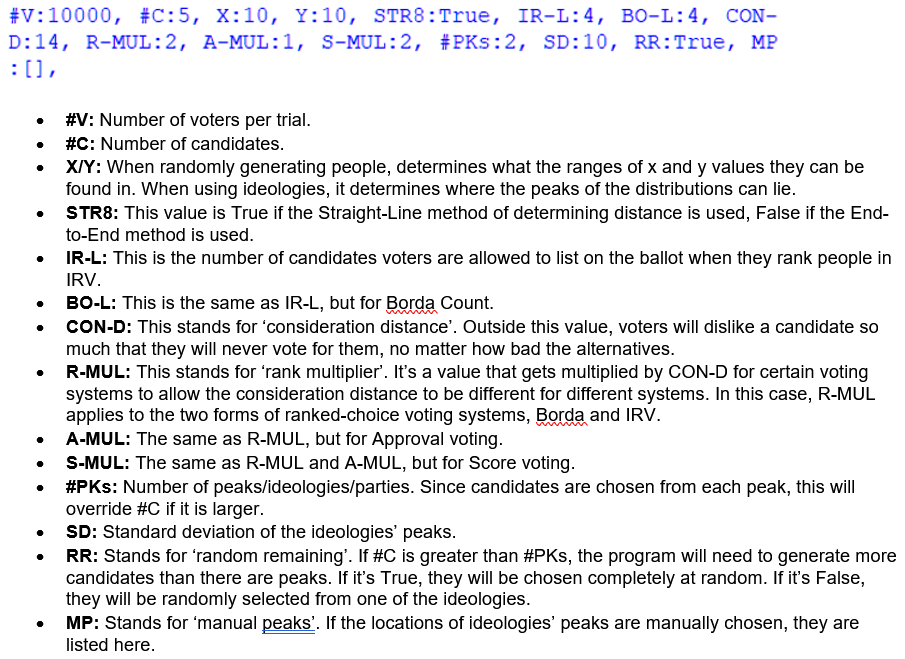 #V:10000, #C:5, X:10, Y:10, STR8:True, IR-L:4, BO-L:4, CON-
D:14, R-MUL:2, A-MUL:1, S-MUL:2, #PKs:2, SD:10, RR:True, MP
:[],
• #V: Number of voters per trial.
• #C: Number of candidates.
• X/Y: When randomly generating people, determines what the ranges of x and y values they can be
found in. When using ideologies, it determines where the peaks of the distributions can lie.
• STR8: This value is True if the Straight-Line method of determining distance is used, False if the End-
to-End method is used.
• IR-L: This is the number of candidates voters are allowed to list on the ballot when they rank people in
IRV.
• BO-L: This is the same as IR-L, but for Borda Count.
• CON-D: This stands for ‘consideration distance’. Outside this value, voters will dislike a candidate so
much that they will never vote for them, no matter how bad the alternatives.
• R-MUL: This stands for ‘rank multiplier’. It’s a value that gets multiplied by CON-D for certain voting
systems to allow the consideration distance to be different for different systems. In this case, R-MUL
applies to the two forms of ranked-choice voting systems, Borda and IRV.
• A-MUL: The same as R-MUL, but for Approval voting.
• S-MUL: The same as R-MUL and A-MUL, but for Score voting.
• #PKs: Number of peaks/ideologies/parties. Since candidates are chosen from each peak, this will
override #C if it is larger.
• SD: Standard deviation of the ideologies’ peaks.
• RR: Stands for ‘random remaining’. If #C is greater than #PKs, the program will need to generate more
candidates than there are peaks. If it’s True, they will be chosen completely at random. If it’s False,
they will be randomly selected from one of the ideologies.
• MP: Stands for ‘manual peaks’. If the locations of ideologies’ peaks are manually chosen, they are
listed here.